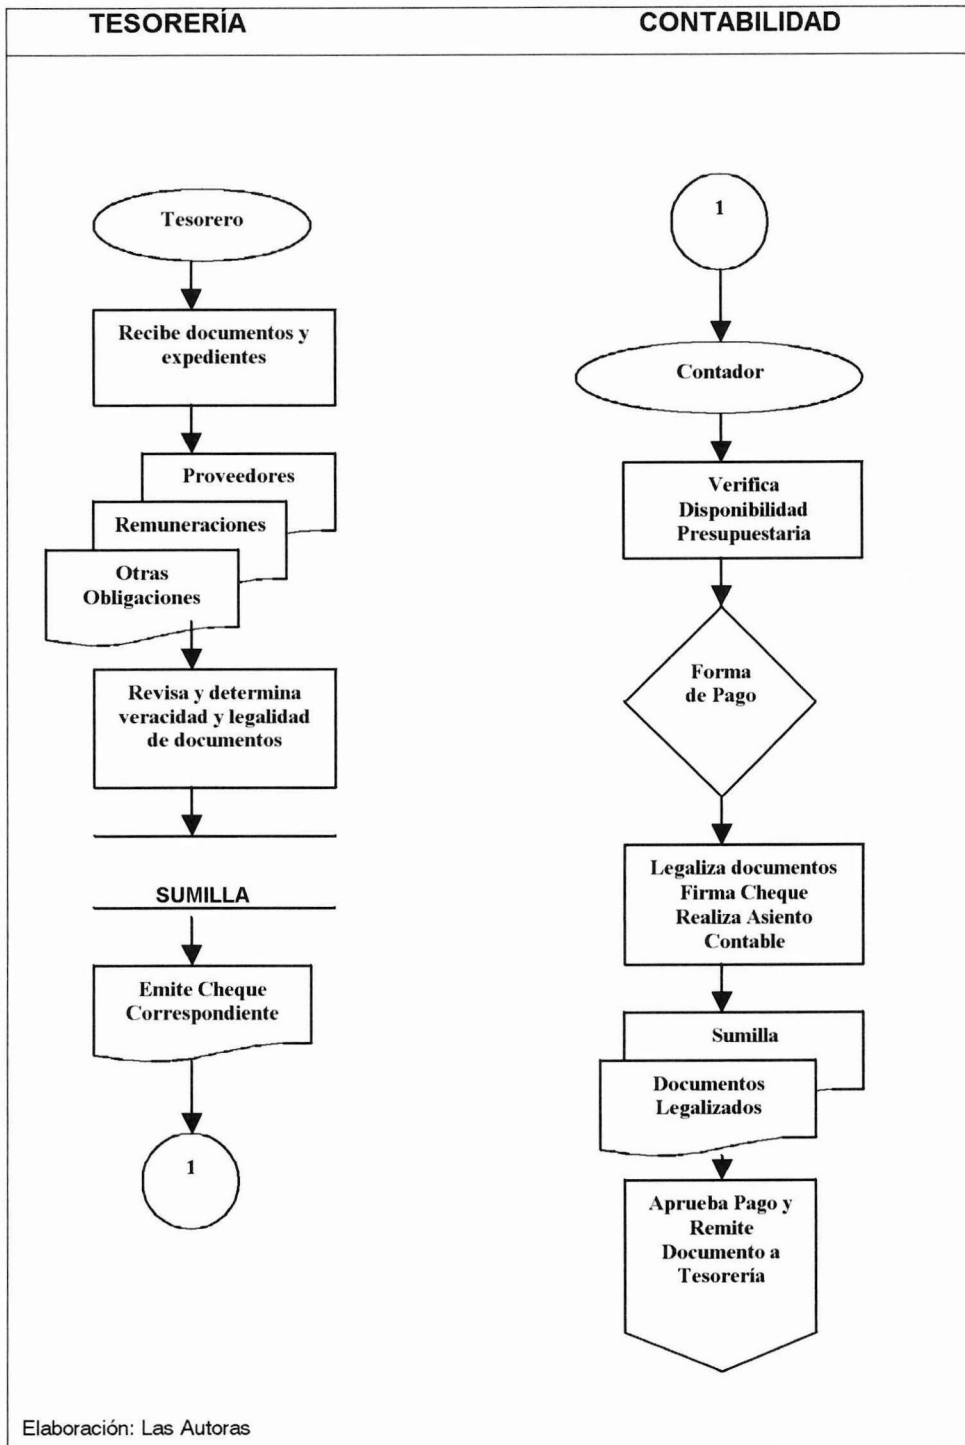 TESORERÍA
CONTABILIDAD
Tesorero
Recibe documentos y
expedientes
Proveedores
Remuneraciones
Otras
Obligaciones
Revisa y determina
veracidad y legalidad
de documentos
SUMILLA
Emite Cheque
Correspondiente
1
1
Contador
Verifica
Disponibilidad
Presupuestaria
Forma
de Pago
Legaliza documentos
Firma Cheque
Realiza Asiento
Contable
Sumilla
Documentos
Legalizados
Aprueba Pago y
Remite
Documento a
Tesorería
Elaboración: Las Autoras